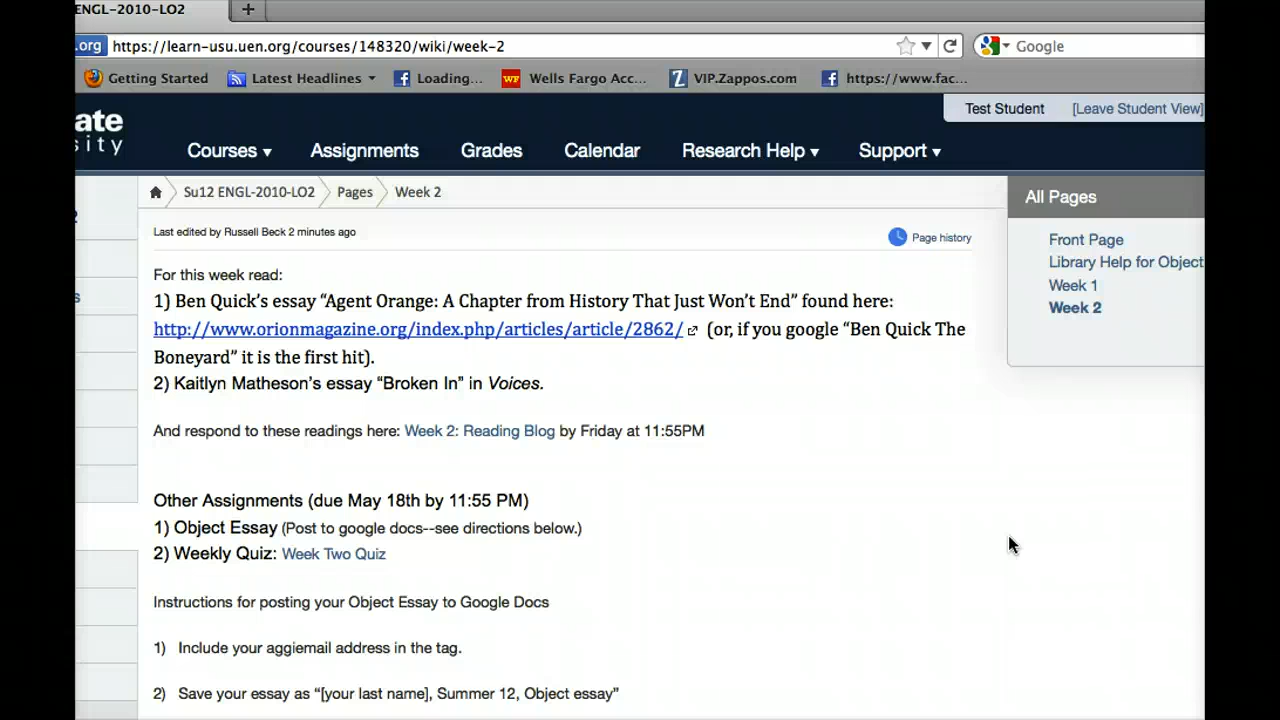 ENGL-2010-LO2
.org https://learn-usu.uen.org/courses/148320/wiki/week-2 Google
Getting Started Latest Headlines Loading... Wells Fargo Acc... VIP.Zappos.com https://www.fac...
Test Student [Leave Student View]
ate
sity
Courses Assignments Grades Calendar Research Help Support
Su12 ENGL-2010-LO2 Pages Week 2
All Pages
Last edited by Russell Beck 2 minutes ago
Page history
Front Page
Library Help for Object
Week 1
Week 2
For this week read:
1) Ben Quick's essay “Agent Orange: A Chapter from History That Just Won't End” found here:
http://www.orionmagazine.org/index.php/articles/article/2862/ (or, if you google “Ben Quick The
Boneyard” it is the first hit).
2) Kaitlyn Matheson's essay “Broken In” in Voices.
And respond to these readings here: Week 2: Reading Blog by Friday at 11:55PM
Other Assignments (due May 18th by 11:55 PM)
1) Object Essay (Post to google docs--see directions below.)
2) Weekly Quiz: Week Two Quiz
Instructions for posting your Object Essay to Google Docs
1) Include your aggiemail address in the tag.
2) Save your essay as “[your last name], Summer 12, Object essay”